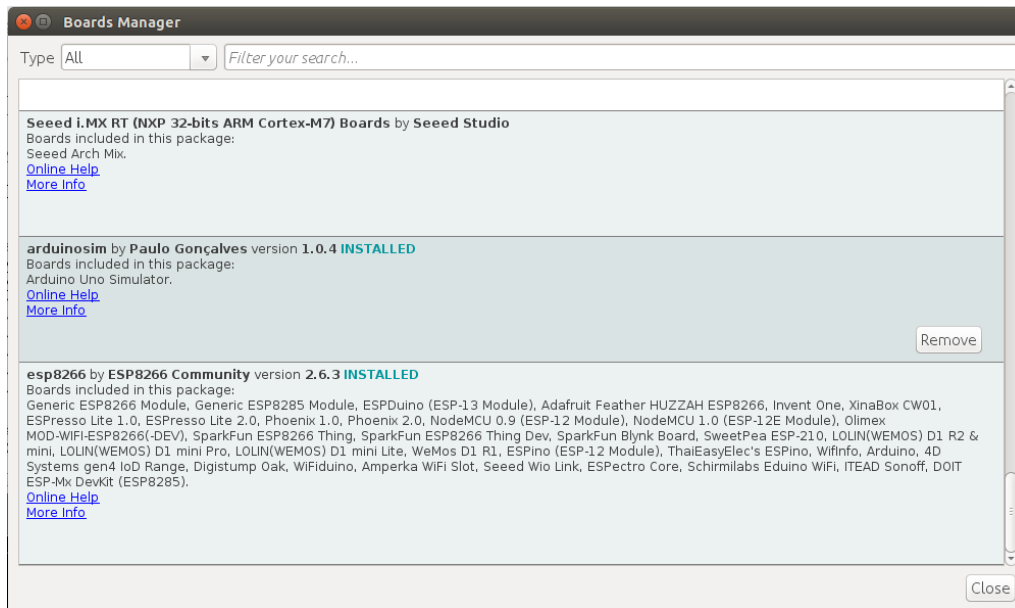 Boards Manager
Type All Filter your search...
Seeed i.MX RT (NXP 32-bits ARM Cortex-M7) Boards by Seeed Studio
Boards included in this package:
Seeed Arch Mix.
Online Help
More Info
arduinosim by Paulo Gonçalves version 1.0.4 INSTALLED
Boards included in this package:
Arduino Uno Simulator.
Online Help
More Info
Remove
esp8266 by ESP8266 Community version 2.6.3 INSTALLED
Boards included in this package:
Generic ESP8266 Module, Generic ESP8285 Module, ESPDuino (ESP-13 Module), Adafruit Feather HUZZAH ESP8266, Invent One, XinaBox CW01,
ESPresso Lite 1.0, ESPresso Lite 2.0, Phoenix 1.0, Phoenix 2.0, NodeMCU 0.9 (ESP-12 Module), NodeMCU 1.0 (ESP-12E Module), Olimex
MOD-WIFI-ESP8266(-DEV), SparkFun ESP8266 Thing, SparkFun ESP8266 Thing Dev, SparkFun Blynk Board, SweetPea ESP-210, LOLIN(WEMOS) D1 R2 &
mini, LOLIN(WEMOS) D1 mini Pro, LOLIN(WEMOS) D1 mini Lite, WeMos D1 R1, ESPino (ESP-12 Module), ThaiEasyElec's ESPino, WifInfo, Arduino, 4D
Systems gen4 IoD Range, Digistump Oak, WiFiduino, Amperka WiFi Slot, Seeed Wio Link, ESPectro Core, Schirmilabs Eduino WiFi, ITEAD Sonoff, DOIT
ESP-Mx DevKit (ESP8285).
Online Help
More Info
Close